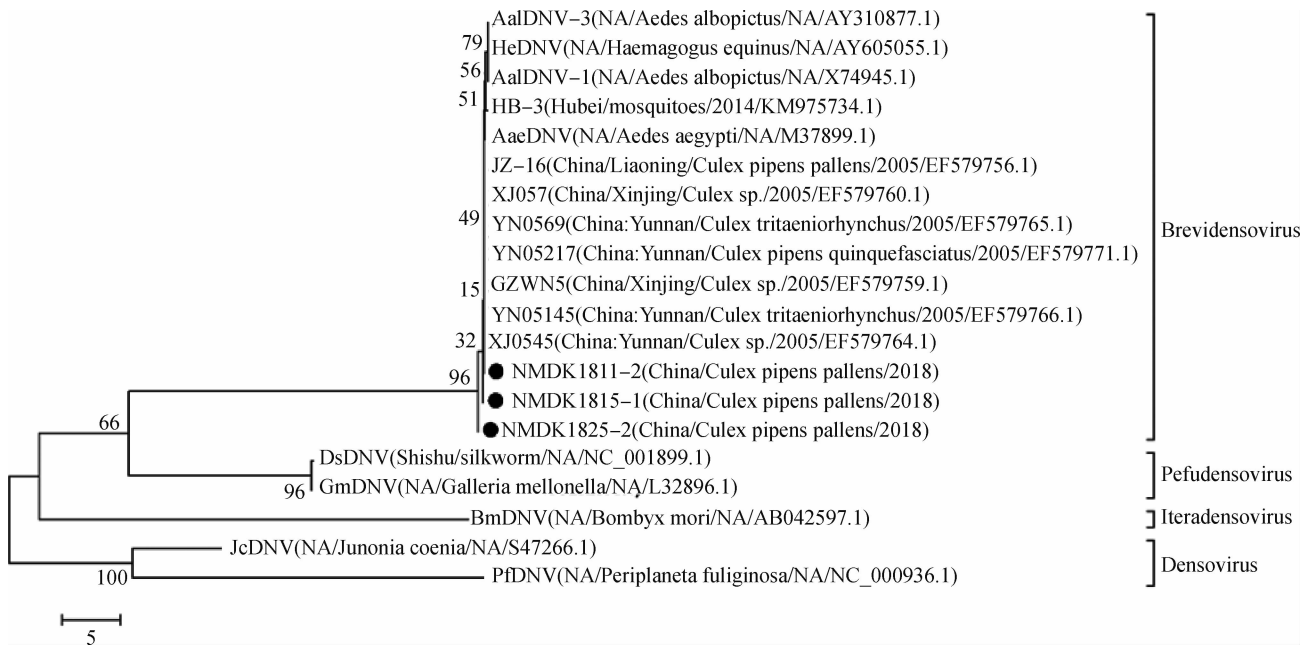 AalDNV-3(NA/Aedes albopictus/NA/AY310877.1)
79
HeDNV(NA/Haemagogus equinus/NA/AY605055.1)
56
AalDNV-1(NA/Aedes albopictus/NA/X74945.1)
51
HB-3(Hubei/mosquitoes/2014/KM975734.1)
AaeDNV(NA/Aedes aegypti/NA/M37899.1)
JZ-16(China/Liaoning/Culex pipens pallens/2005/EF579756.1)
XJ057(China/Xinjing/Culex sp./2005/EF579760.1)
49
YN0569(China:Yunnan/Culex tritaeniorhynchus/2005/EF579765.1)
Brevidensovirus
YN05217(China:Yunnan/Culex pipens quinquefasciatus/2005/EF579771.1)
GZWN5(China/Xinjing/Culex sp./2005/EF579759.1)
15
YN05145(China:Yunnan/Culex tritaeniorhynchus/2005/EF579766.1)
32
XJ0545(China:Yunnan/Culex sp./2005/EF579764.1)
NMDK1811-2(China/Culex pipens pallens/2018)
96
NMDK1815-1(China/Culex pipens pallens/2018)
66
NMDK1825-2(China/Culex pipens pallens/2018)
DsDNV(Shishu/silkworm/NA/NC_001899.1)
Pefudensovirus
96
GmDNV(NA/Galleria mellonella/NA/L32896.1)
BmDNV(NA/Bombyx mori/NA/AB042597.1)
Iteradensovirus
JcDNV(NA/Junonia coenia/NA/S47266.1)
Densovirus
100
PfDNV(NA/Periplaneta fuliginosa/NA/NC_000936.1)
5